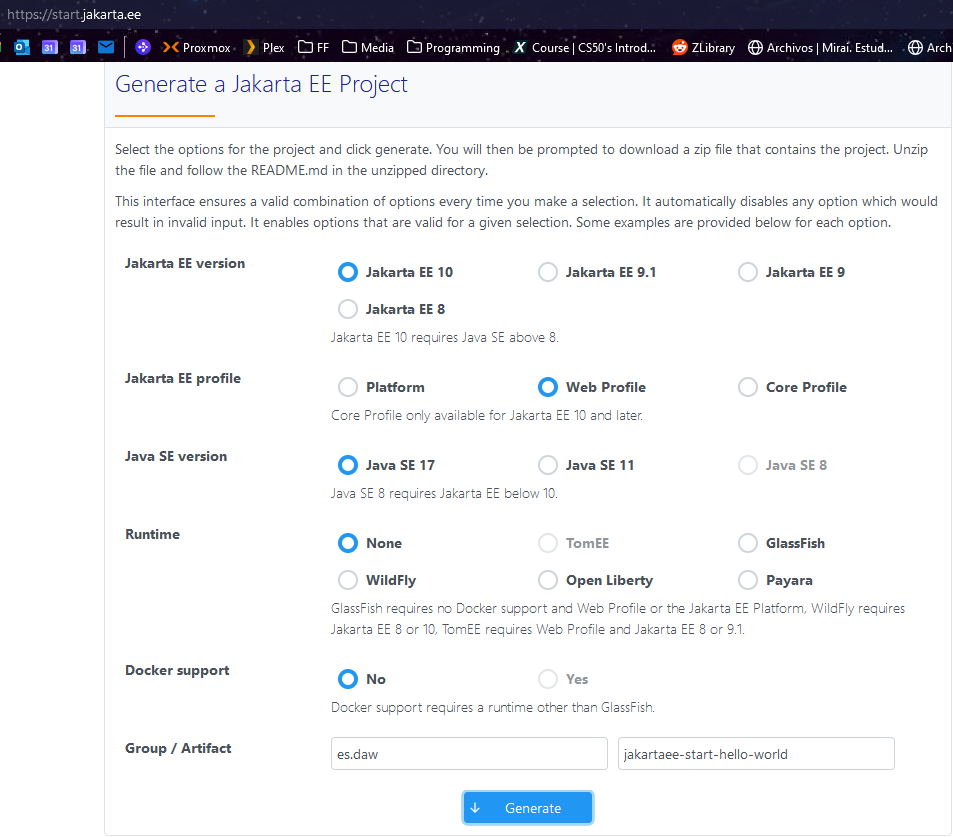 https://start.jakarta.ee
31 31 Proxmox Plex FF Media Programming X Course | CS50's Introd... ZLibrary Archivos | Mirai. Estud... Arch
Generate a Jakarta EE Project
Select the options for the project and click generate. You will then be prompted to download a zip file that contains the project. Unzip
the file and follow the README.md in the unzipped directory.
This interface ensures a valid combination of options every time you make a selection. It automatically disables any option which would
result in invalid input. It enables options that are valid for a given selection. Some examples are provided below for each option.
Jakarta EE version
Jakarta EE 10 Jakarta EE 9.1 Jakarta EE 9
Jakarta EE 8
Jakarta EE 10 requires Java SE above 8.
Jakarta EE profile
Platform Web Profile Core Profile
Core Profile only available for Jakarta EE 10 and later.
Java SE version
Java SE 17 Java SE 11 Java SE 8
Java SE 8 requires Jakarta EE below 10.
Runtime
None TomEE GlassFish
WildFly Open Liberty Payara
GlassFish requires no Docker support and Web Profile or the Jakarta EE Platform, WildFly requires
Jakarta EE 8 or 10, TomEE requires Web Profile and Jakarta EE 8 or 9.1.
Docker support
No Yes
Docker support requires a runtime other than GlassFish.
Group / Artifact
es.daw jakartaee-start-hello-world
Generate